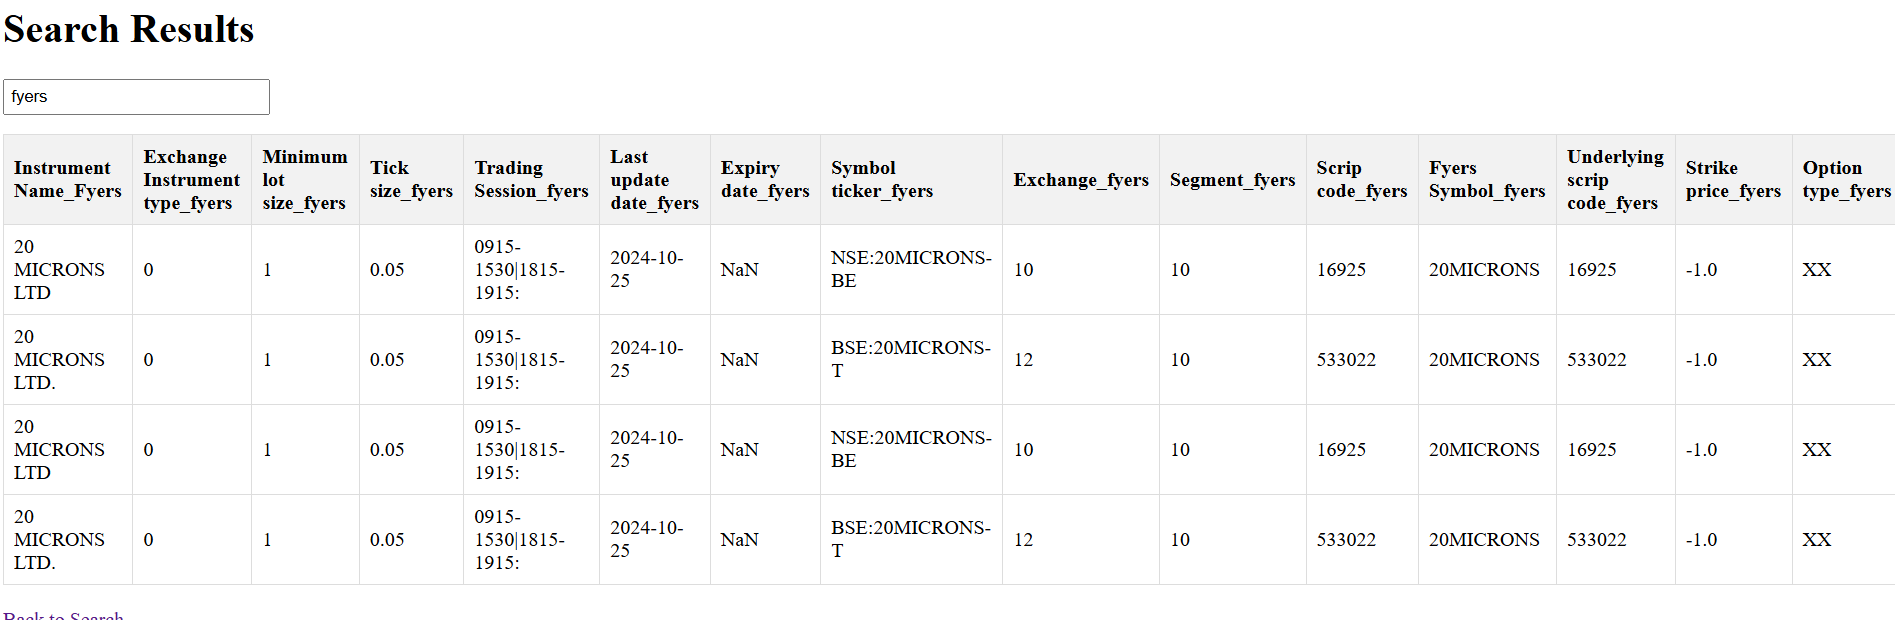 Search Results
fyers
Instrument Name_Fyers Exchange Instrument type_fyers Minimum lot size_fyers Tick size_fyers Trading Session_fyers Last update date_fyers Expiry date_fyers Symbol ticker_fyers Exchange_fyers Segment_fyers Scrip code_fyers Fyers Symbol_fyers Underlying scrip code_fyers Strike price_fyers Option type_fyers
20 MICRONS LTD 0 1 0.05 0915-1530|1815-1915: 2024-10-25 NaN NSE:20MICRONS-BE 10 10 16925 20MICRONS 16925 -1.0 XX
20 MICRONS LTD. 0 1 0.05 0915-1530|1815-1915: 2024-10-25 NaN BSE:20MICRONS-T 12 10 533022 20MICRONS 533022 -1.0 XX
20 MICRONS LTD 0 1 0.05 0915-1530|1815-1915: 2024-10-25 NaN NSE:20MICRONS-BE 10 10 16925 20MICRONS 16925 -1.0 XX
20 MICRONS LTD. 0 1 0.05 0915-1530|1815-1915: 2024-10-25 NaN BSE:20MICRONS-T 12 10 533022 20MICRONS 533022 -1.0 XX
Back to Search